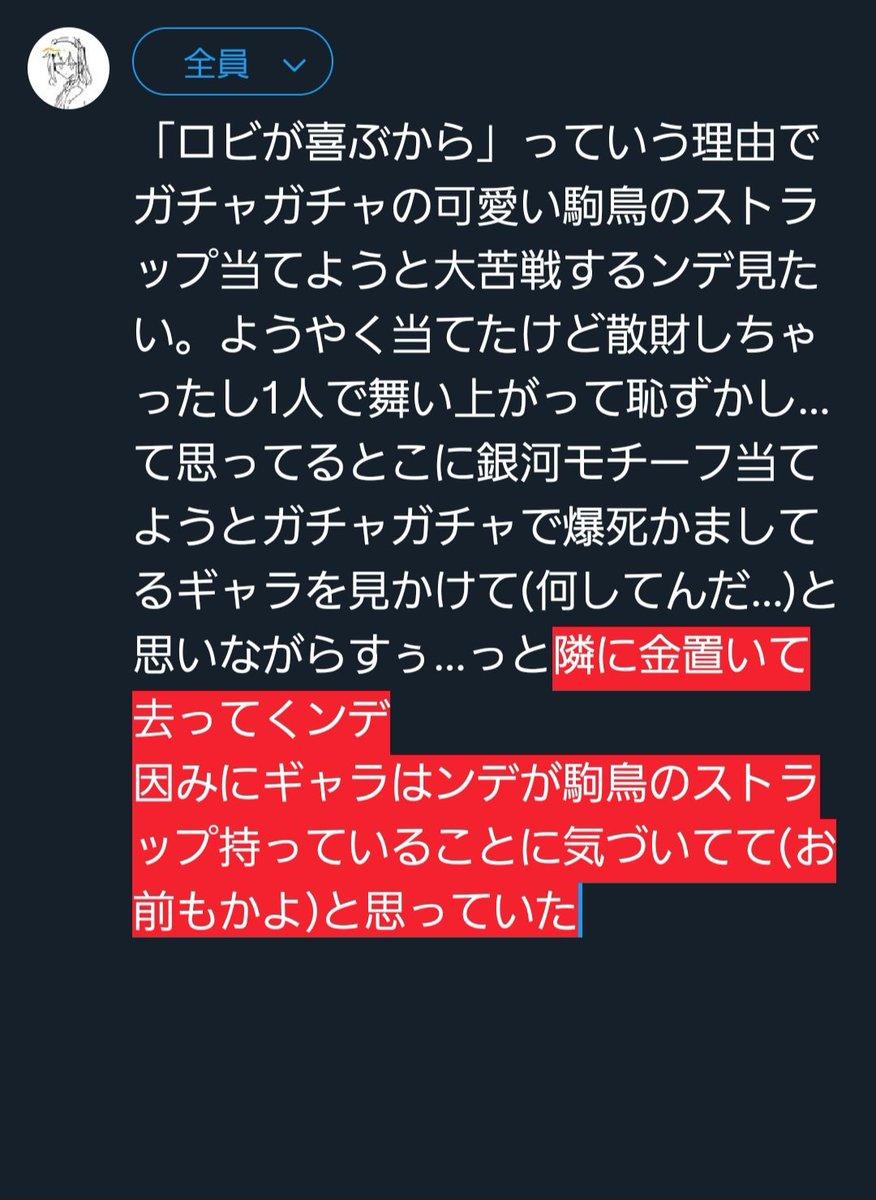 全員
「ロビが喜ぶから」っていう理由で
ガチャガチャの可愛い駒鳥のストラ
ップ当てようと大苦戦するンデ見た
い。ようやく当てたけど散財しちゃ
ったし1人で舞い上がって恥ずかし...
て思ってるとこに銀河モチーフ当て
ようとガチャガチャで爆死かまして
るギャラを見かけて(何してんだ...)と
思いながらすぅ...っと隣に金置いて
去ってくンデ
因みにギャラはンデが駒鳥のストラ
ップ持っていることに気づいてて(お
前もかよ)と思っていた